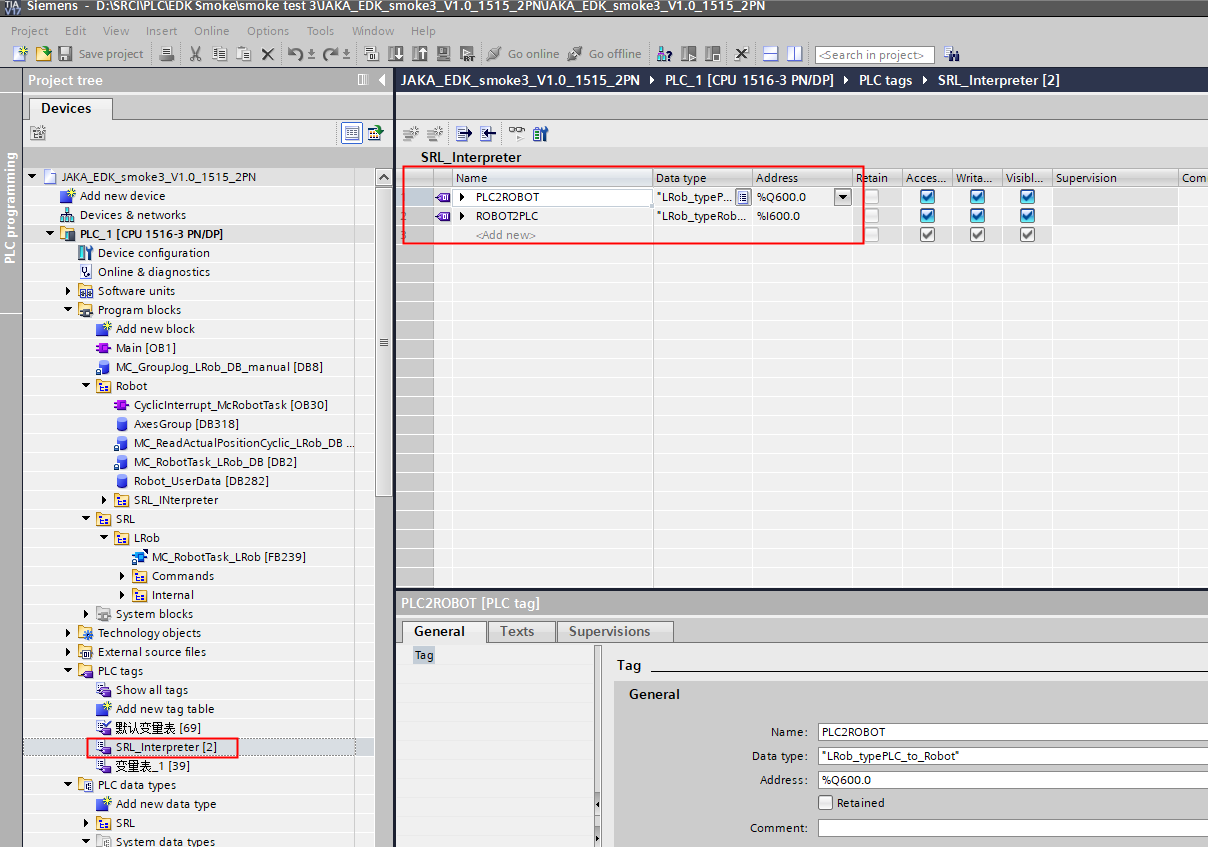 Siemens - D:\SRCI\PLC\EDK Smoke\smoke test 3\JAKA_EDK_smoke3_V1.0_1515_2PN\JAKA_EDK_smoke3_V1.0_1515_2PN
Project Edit View Insert Online Options Tools Window Help
Save project Go online Go offline <Search in project>
Project tree
JAKA_EDK_smoke3_V1.0_1515_2PN PLC_1 [CPU 1516-3 PN/DP] PLC tags SRL_Interpreter [2]
Devices
PLC programming
JAKA_EDK_smoke3_V1.0_1515_2PN
Add new device
Devices & networks
PLC_1 [CPU 1516-3 PN/DP]
Device configuration
Online & diagnostics
Software units
Program blocks
Add new block
Main [OB1]
MC_GroupJog_LRob_DB_manual [DB8]
Robot
CyclicInterrupt_McRobotTask [OB30]
AxesGroup [DB318]
MC_ReadActualPositionCyclic_LRob_DB ...
MC_RobotTask_LRob_DB [DB2]
Robot_UserData [DB282]
SRL_INterpreter
SRL
LRob
MC_RobotTask_LRob [FB239]
Commands
Internal
System blocks
Technology objects
External source files
PLC tags
Show all tags
Add new tag table
默认变量表 [69]
SRL_Interpreter [2]
变量表_1 [39]
PLC data types
Add new data type
SRL
System data types
SRL_Interpreter
Name Data type Address Retain Acces... Writa... Visibl... Supervision Com
PLC2ROBOT "LRob_typeP... %Q600.0
2 ROBOT2PLC "LRob_typeRob... %I600.0
3 <Add new>
PLC2ROBOT [PLC tag]
General Texts Supervisions
Tag
Tag
General
Name: PLC2ROBOT
Data type: "LRob_typePLC_to_Robot"
Address: %Q600.0
Retained
Comment: